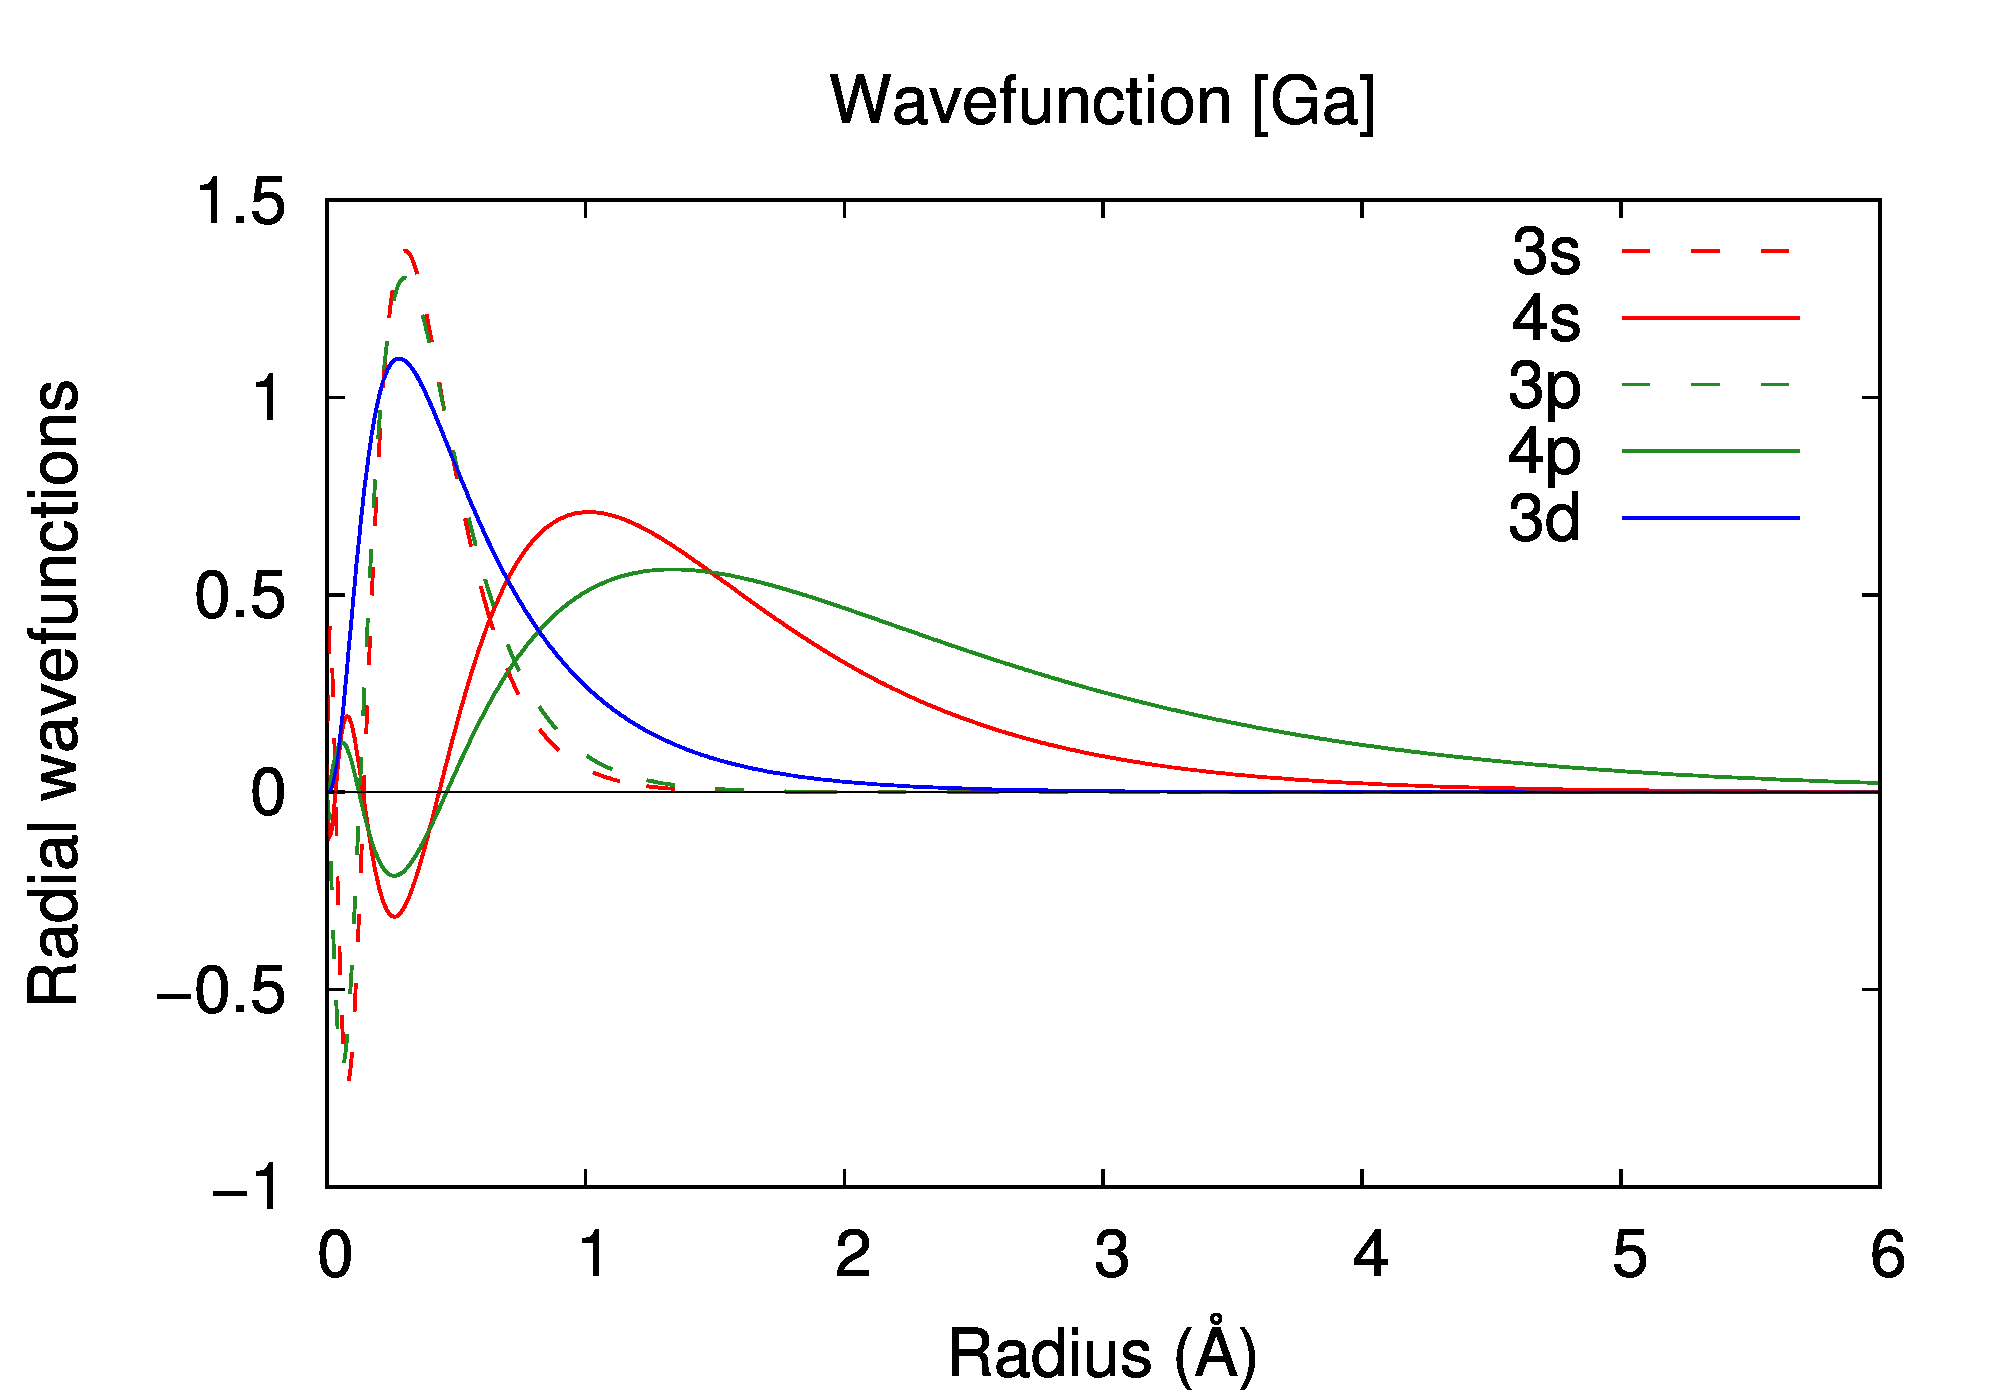 Wavefunction [Ga]
1.5
1
0.5
0
−0.5
−1
Radial wavefunctions
3s
4s
3p
4p
3d
0 1 2 3 4 5 6
Radius (Å)